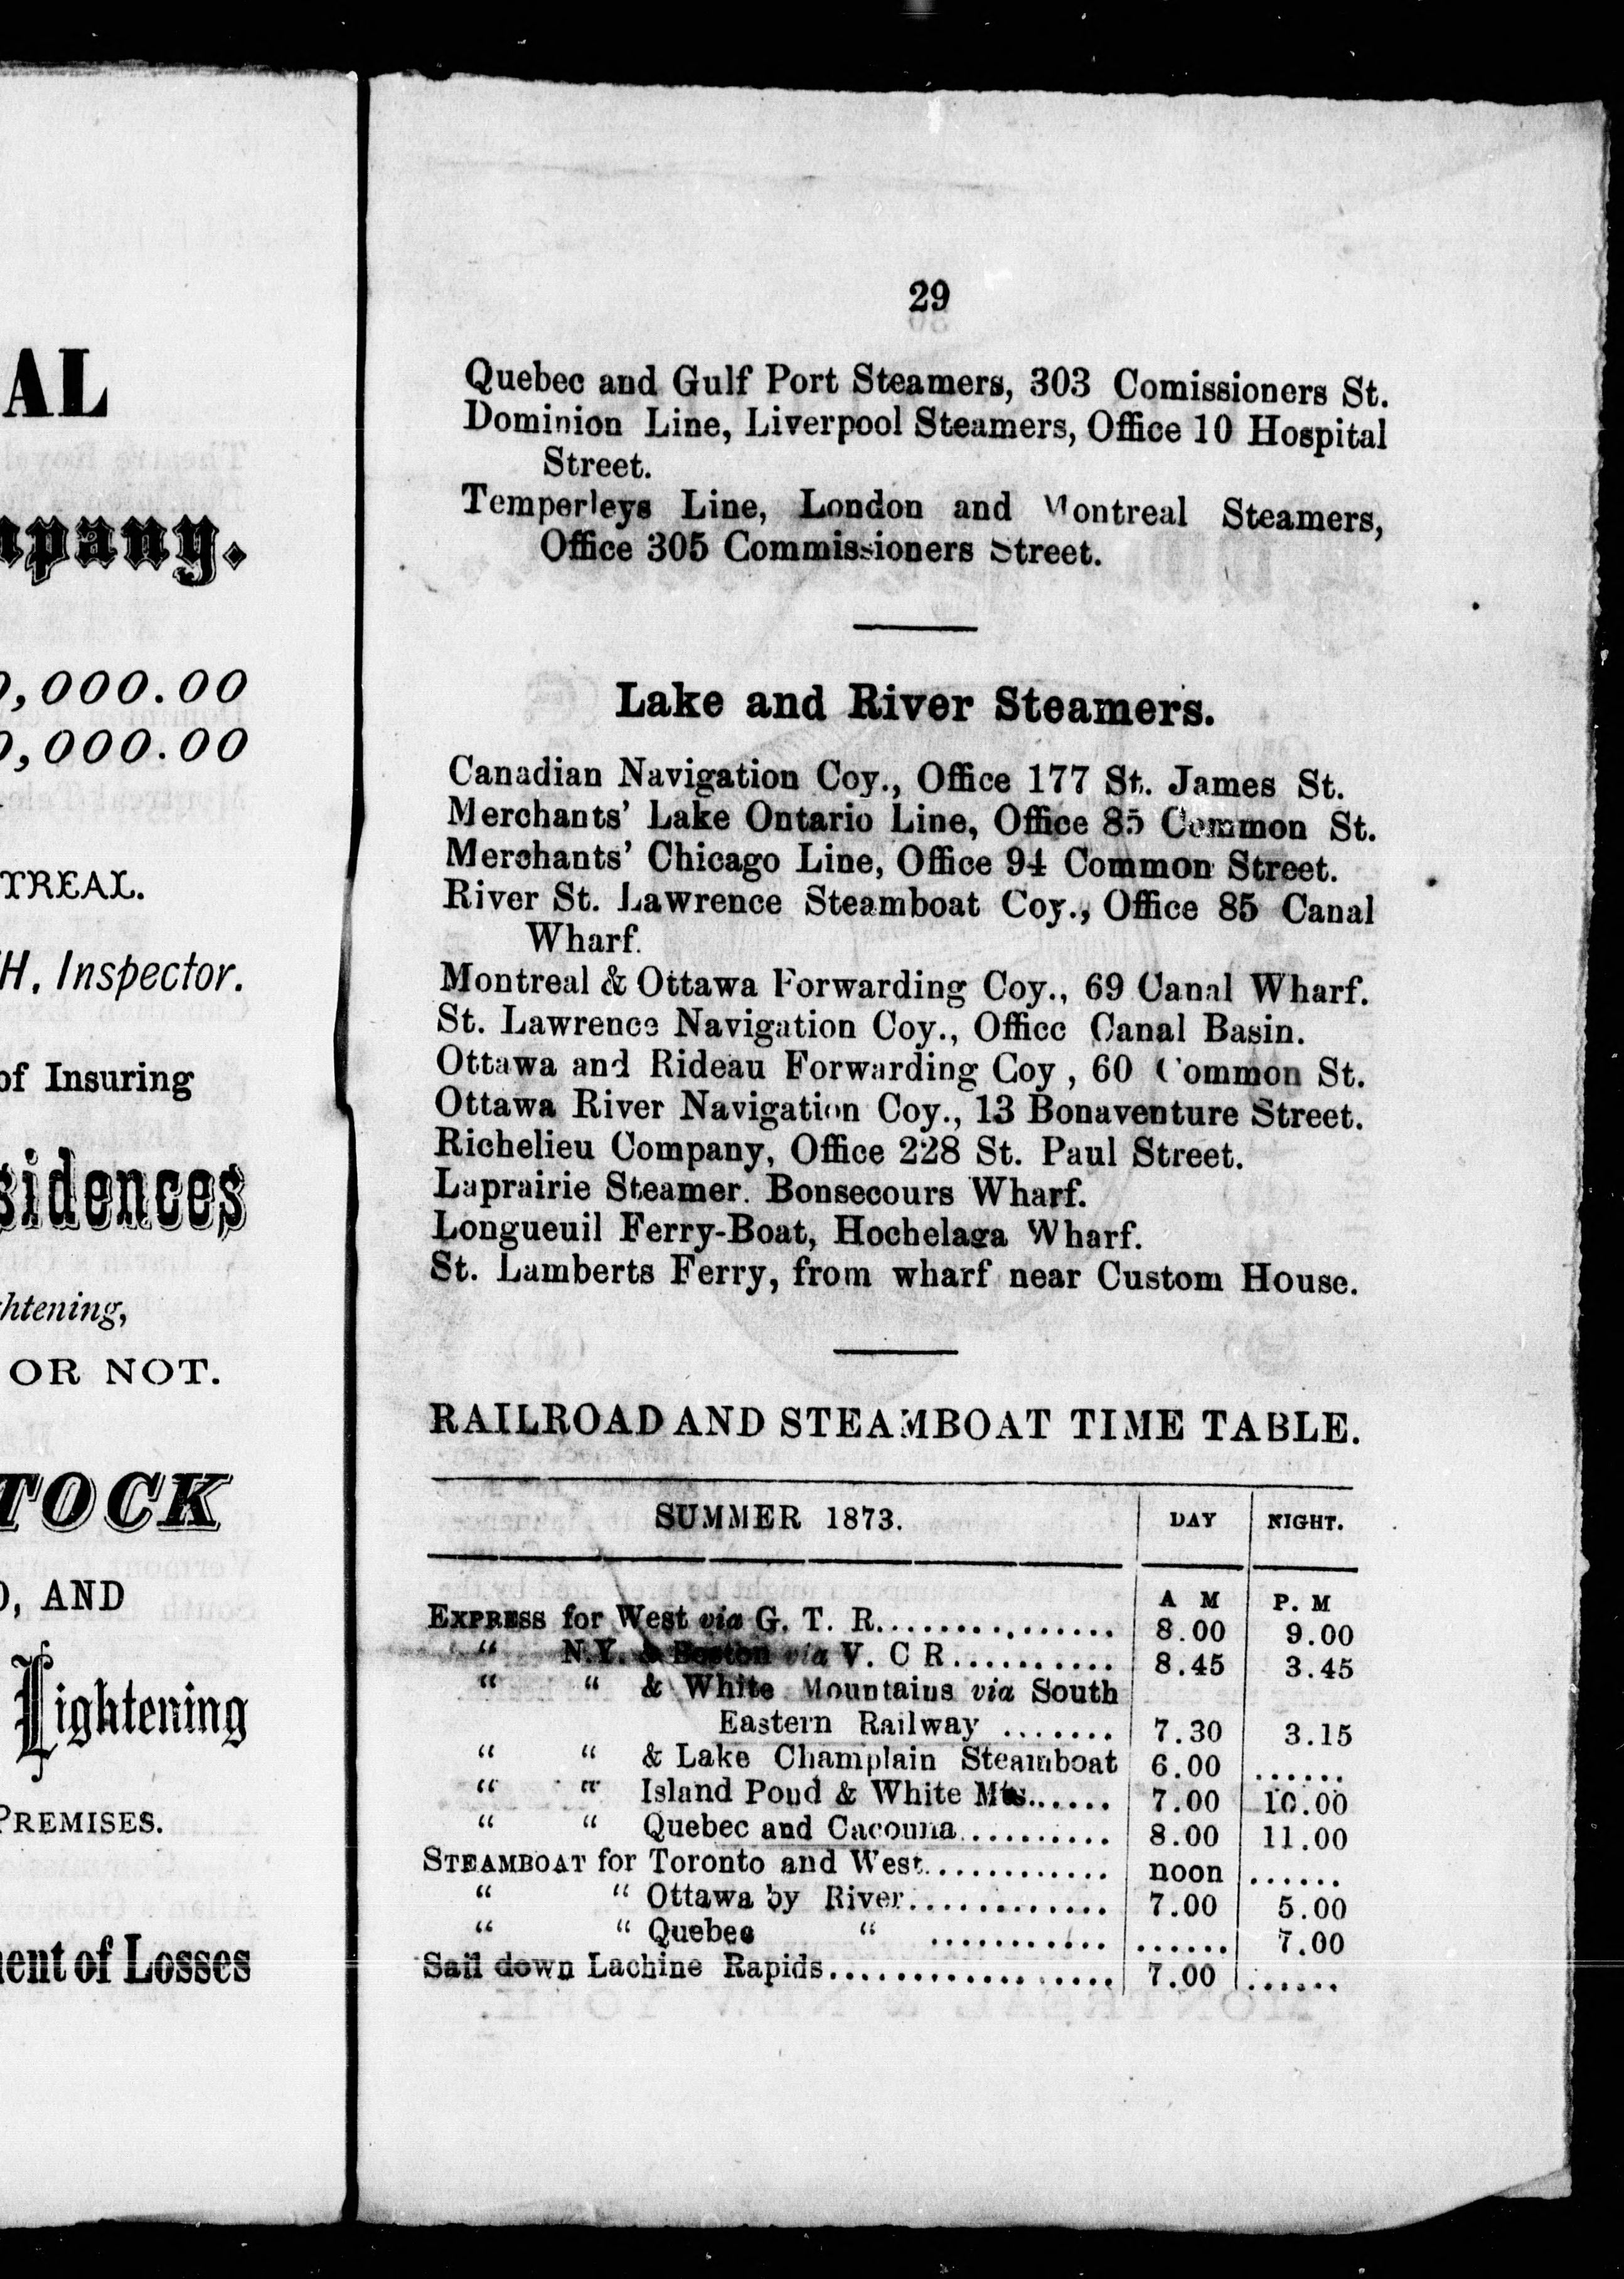 AL
mpany.
0,000.00
0,000.00
TREAL.
H, Inspector.
of Insuring
sidences
htening,
OR NOT.
TOCK
D, AND
Lightening
PREMISES.
ent of Losses
29
Quebec and Gulf Port Steamers, 303 Comissioners St.
Dominion Line, Liverpool Steamers, Office 10 Hospital
Street.
Temperleys Line, London and Montreal Steamers,
Office 305 Commissioners Street.
Lake and River Steamers.
Canadian Navigation Coy., Office 177 St. James St.
Merchants' Lake Ontario Line, Office 85 Common St.
Merchants' Chicago Line, Office 94 Common Street.
River St. Lawrence Steamboat Coy., Office 85 Canal
Wharf.
Montreal & Ottawa Forwarding Coy., 69 Canal Wharf.
St. Lawrence Navigation Coy., Office Canal Basin.
Ottawa and Rideau Forwarding Coy , 60 Common St.
Ottawa River Navigation Coy., 13 Bonaventure Street.
Richelieu Company, Office 228 St. Paul Street.
Laprairie Steamer. Bonsecours Wharf.
Longueuil Ferry-Boat, Hochelaga Wharf.
St. Lamberts Ferry, from wharf near Custom House.
RAILROAD AND STEAMBOAT TIME TABLE.
SUMMER 1873. DAY NIGHT.
A M P. M
EXPRESS for West via G. T. R. 8.00 9.00
" N.Y. & Boston via V. C R. 8.45 3.45
" " & White Mountains via South
Eastern Railway ....... 7.30 3.15
" " & Lake Champlain Steamboat 6.00 ......
" " Island Pond & White Mts...... 7.00 10.00
" " Quebec and Cacouna.......... 8.00 11.00
STEAMBOAT for Toronto and West............ noon ......
" " Ottawa by River............ 7.00 5.00
" " Quebec " ........... ...... 7.00
Sail down Lachine Rapids................. 7.00 ......